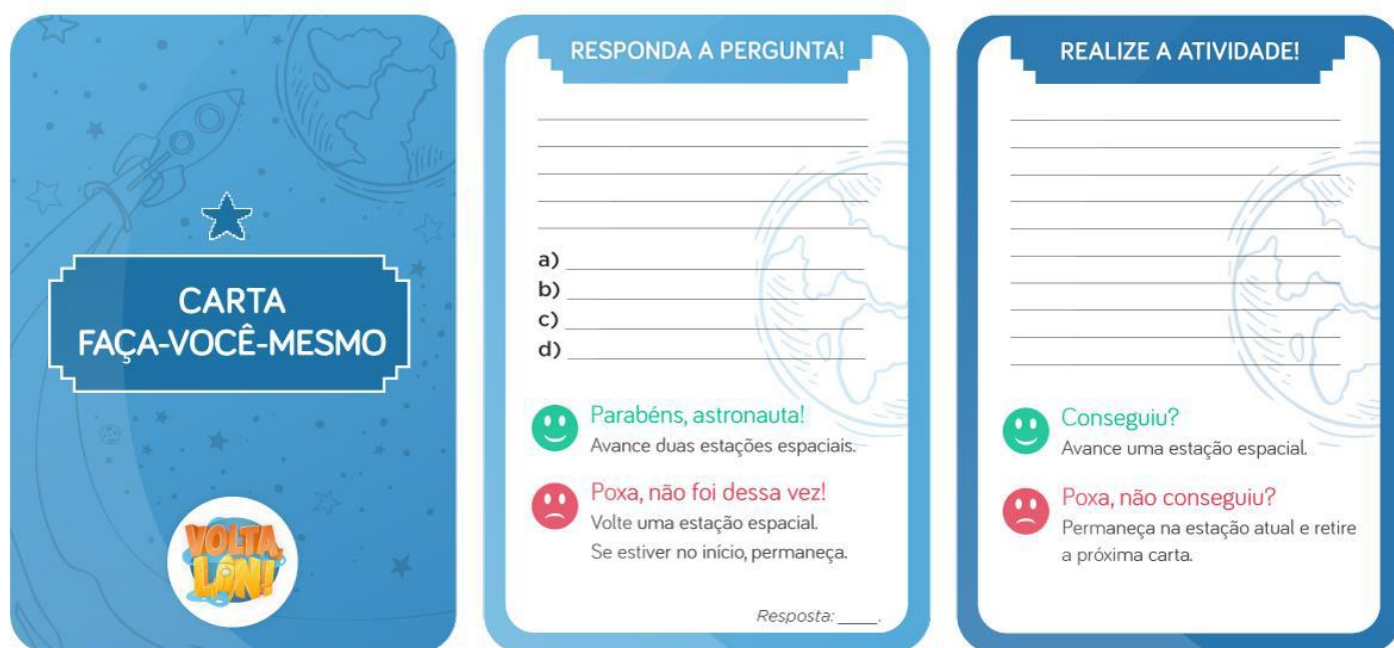 CARTA
FAÇA-VOCÊ-MESMO
VOLTA,
LÁN!
RESPONDA A PERGUNTA!
a)
b)
c)
d)
Parabéns, astronauta!
Avance duas estações espaciais.
Poxa, não foi dessa vez!
Volte uma estação espacial.
Se estiver no início, permaneça.
Resposta: ____.
REALIZE A ATIVIDADE!
Conseguiu?
Avance uma estação espacial.
Poxa, não conseguiu?
Permaneça na estação atual e retire
a próxima carta.